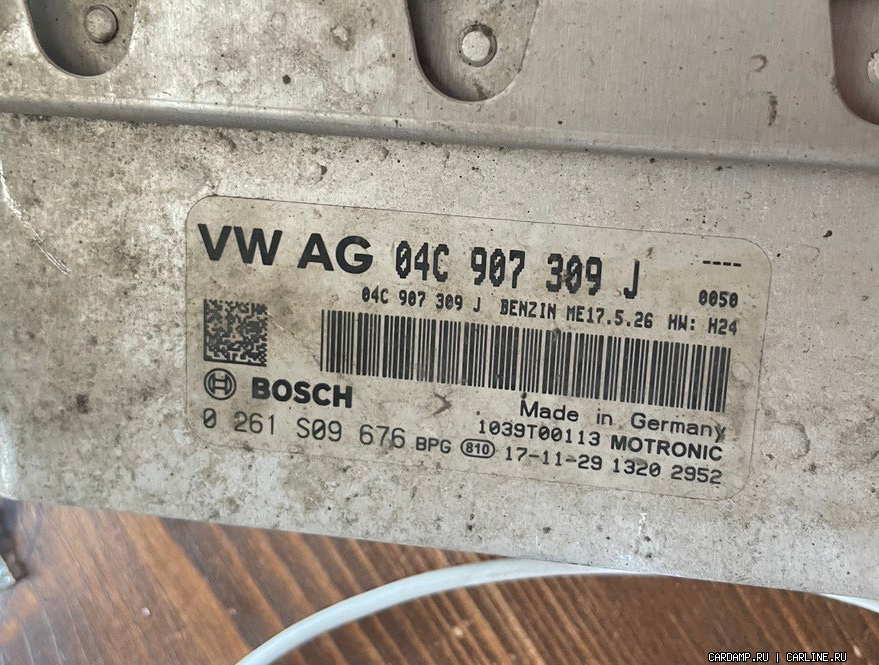 VW AG 04C 907 309 J ----
0050
04C 907 309 J BENZIN ME17.5.26 HW: H24
BOSCH
Made in Germany
0 261 S09 676 BPG 810
1039T00113 MOTRONIC
17-11-29 1320 2952
CARDAMP.RU | CARLINE.RU